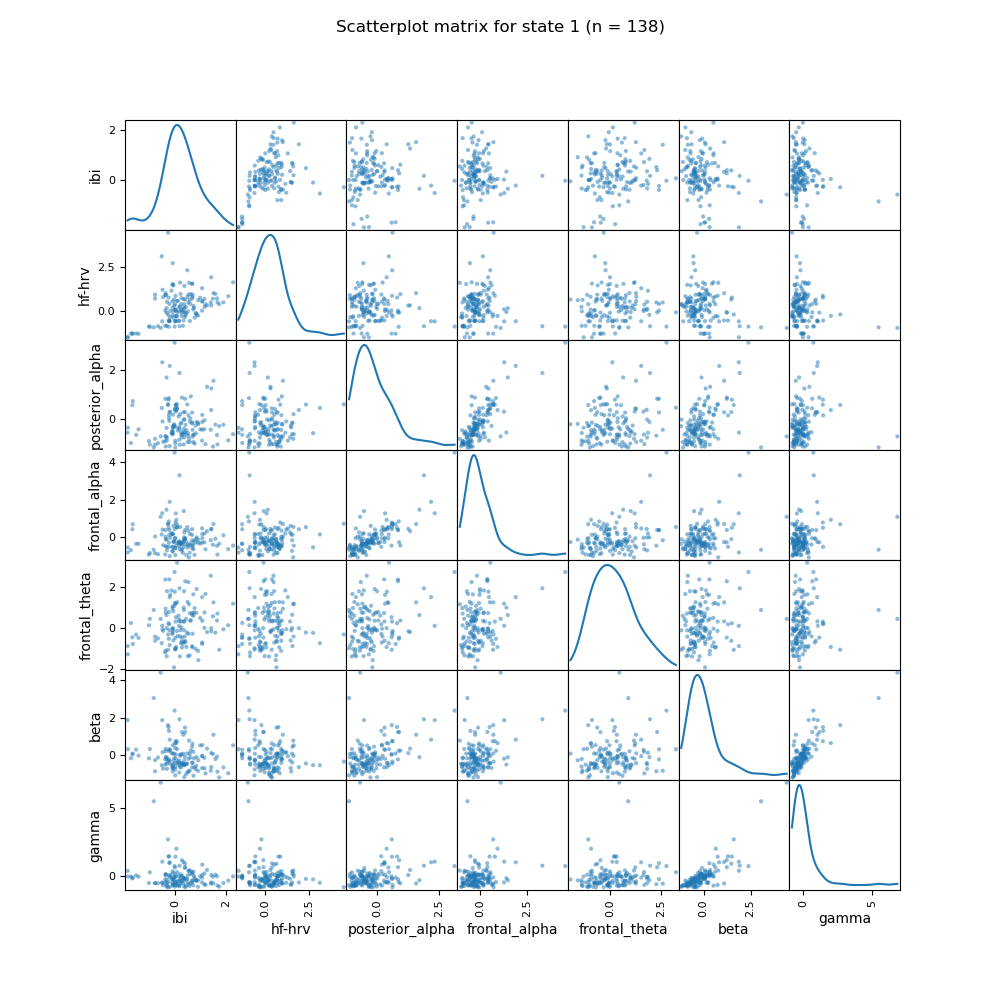 Scatterplot matrix for state 1 (n = 138)
ibi
2
0
hf-hrv
2.5
0.0
posterior_alpha
2
0
frontal_alpha
4
2
0
frontal_theta
2
0
−2
beta
4
2
0
gamma
5
0
0 2 0.0 2.5 0.0 2.5 0.0 2.5 0.0 2.5 0.0 2.5 0 5
ibi hf-hrv posterior_alpha frontal_alpha frontal_theta beta gamma